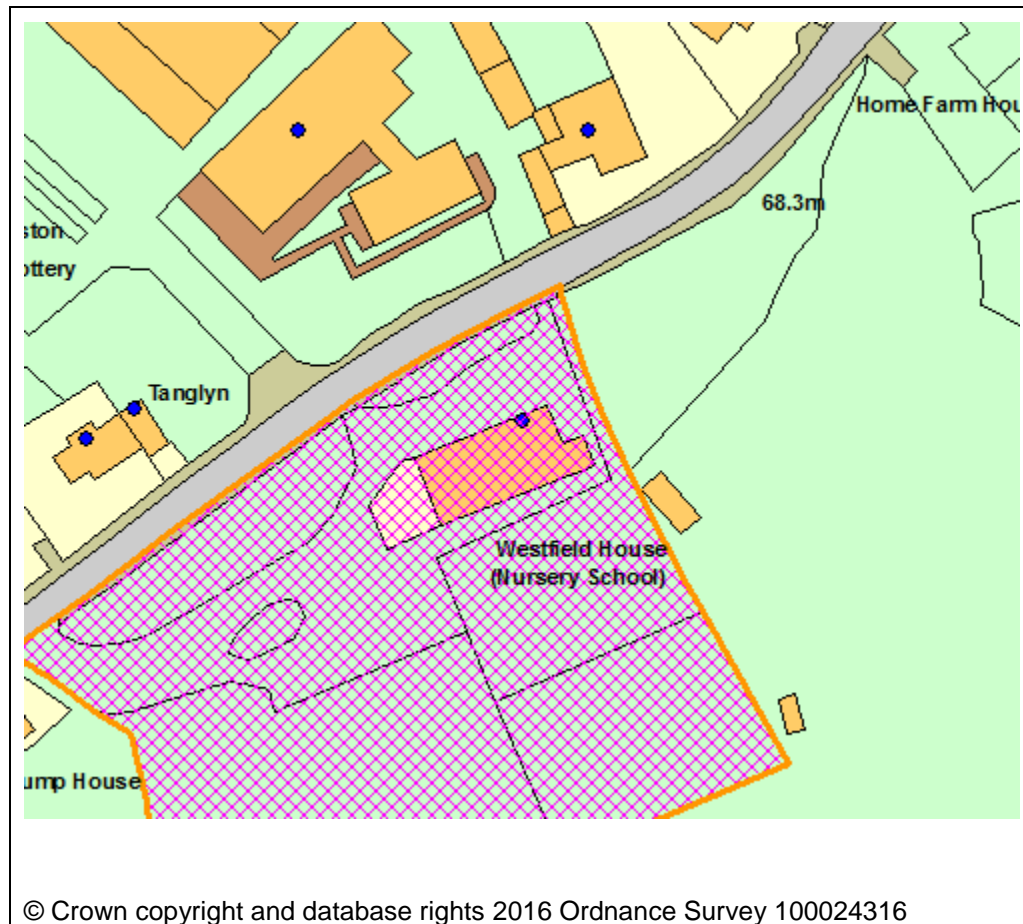 Home Farm Hou
68.3m
ston
ottery
Tanglyn
Westfield House
(Nursery School)
ump House
© Crown copyright and database rights 2016 Ordnance Survey 100024316